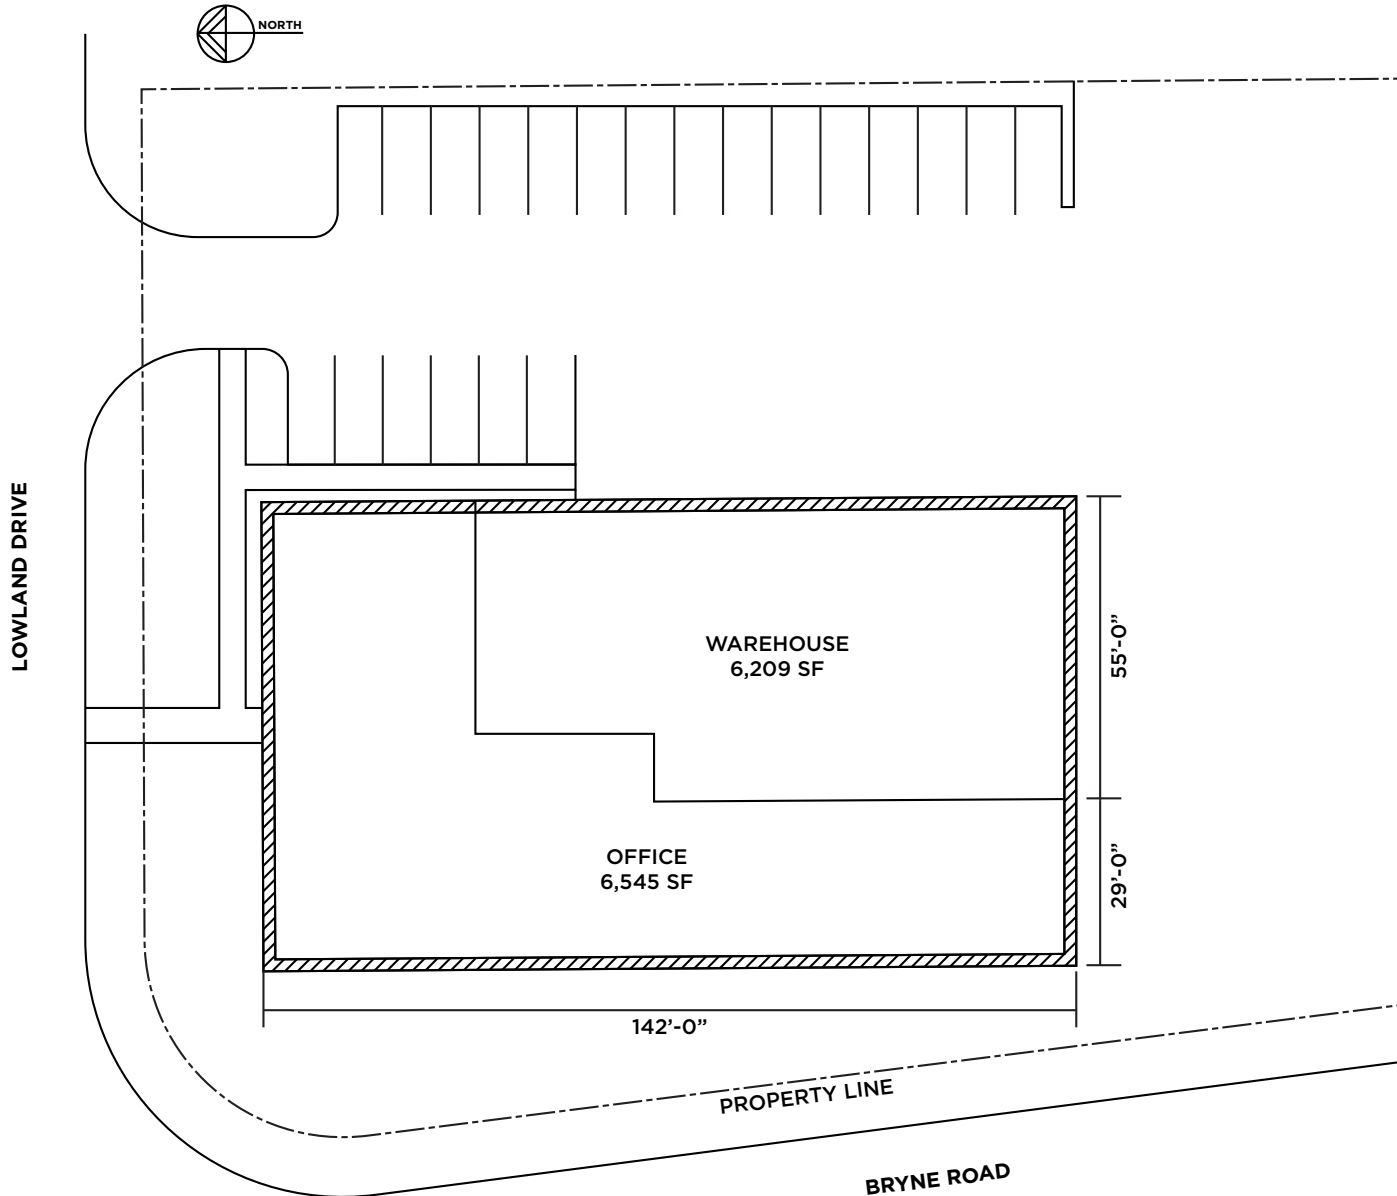 NORTH
LOWLAND DRIVE
WAREHOUSE
6,209 SF
55’-0”
OFFICE
6,545 SF
29’-0”
142’-0”
PROPERTY LINE
BRYNE ROAD